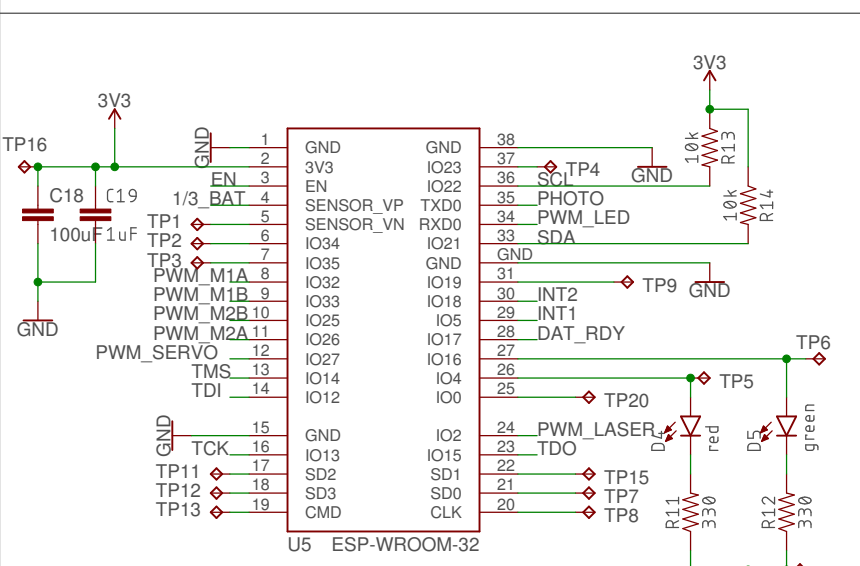 3V3
3V3
TP16
GND 1 GND GND 38
10k R13
2 3V3 IO23 37 TP4
GND
EN 3 EN IO22 36 SCL
C18 C19
1/3_BAT 4 SENSOR_VP TXD0 35 PHOTO
10k R14
TP1 5 SENSOR_VN RXD0 34 PWM_LED
100uF 1uF
TP2 6 IO34 IO21 33 SDA
TP3 7 IO35 GND GND
PWM_M1A 8 IO32 IO19 31 TP9 GND
PWM_M1B 9 IO33 IO18 30 INT2
PWM_M2B 10 IO25 IO5 29 INT1
GND
PWM_M2A 11 IO26 IO17 28 DAT_RDY
TP6
PWM_SERVO 12 IO27 IO16 27
TMS 13 IO14 IO4 26 TP5
TDI 14 IO12 IO0 25 TP20
GND 15 GND IO2 24 PWM_LASER
D4 red D5 green
TCK 16 IO13 IO15 23 TDO
TP11 17 SD2 SD1 22 TP15
TP12 18 SD3 SD0 21 TP7
TP13 19 CMD CLK 20 TP8
R11 330 R12 330
U5 ESP-WROOM-32